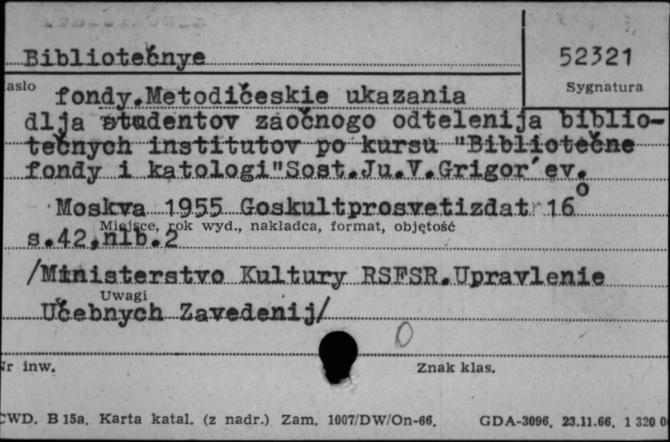 Bibliotečnye
52321
Sygnatura
asło
fondy.Metodičeskie ukazania
dlja studentov zaočnogo odtelenija biblio-
tečnych institutov po kursu "Bibliotečne
fondy i katologi"Sost.Ju.V.Grigor´ev.
Moskva 1955 Goskultprosvetizdat 16°
Miejsce, rok wyd., nakładca, format, objętość
s.42,nlb.2
/Ministerstvo Kultury RSFSR.Upravlenie
Uwagi
Učebnych Zavedenij/
0
Nr inw.
Znak klas.
CWD. B 15a. Karta katal. (z nadr.) Zam. 1007/DW/On-66. GDA-3096. 23.11.66. 1 320 0